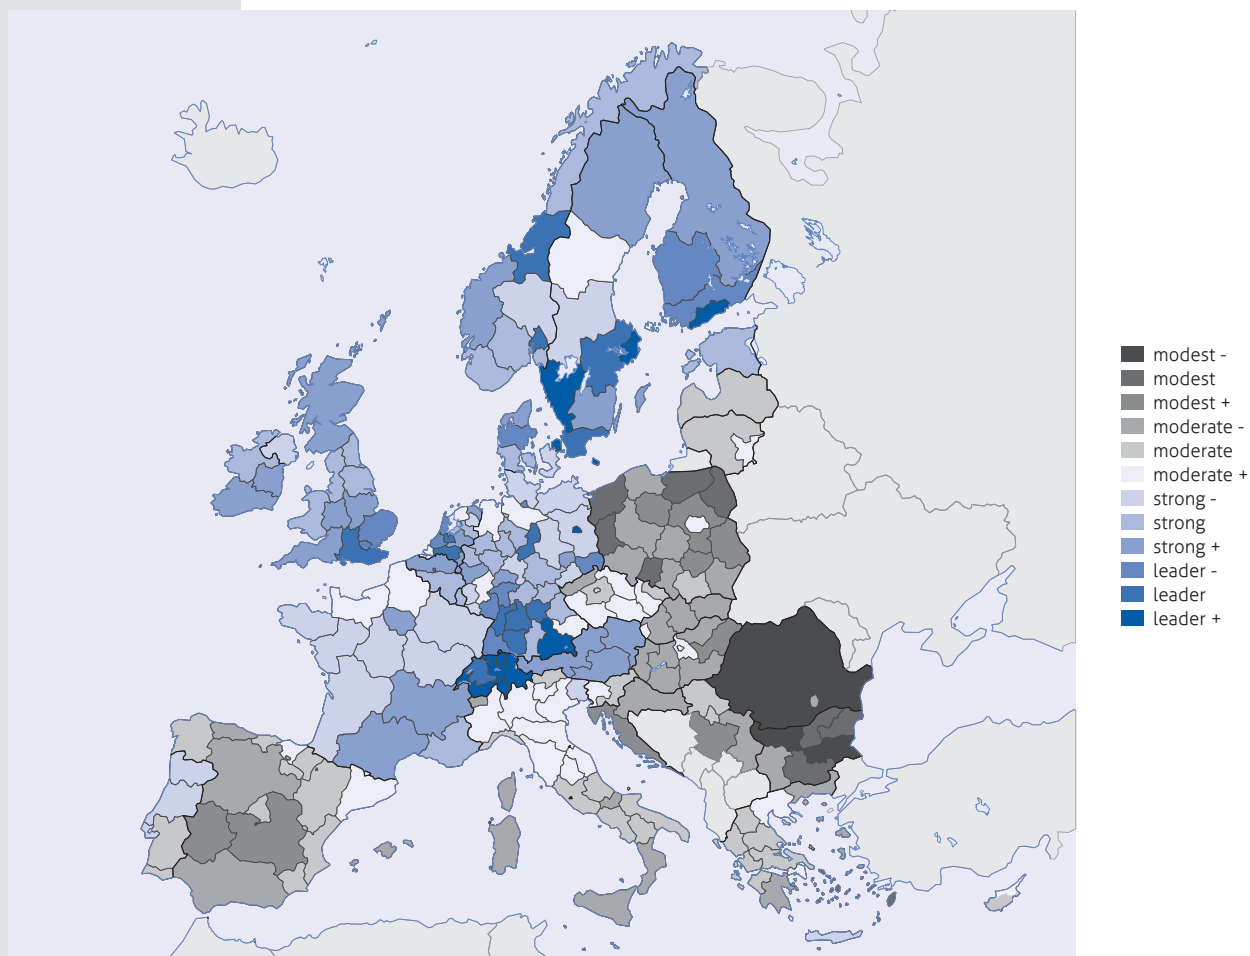 modest -
modest
modest +
moderate -
moderate
moderate +
strong -
strong
strong +
leader -
leader
leader +